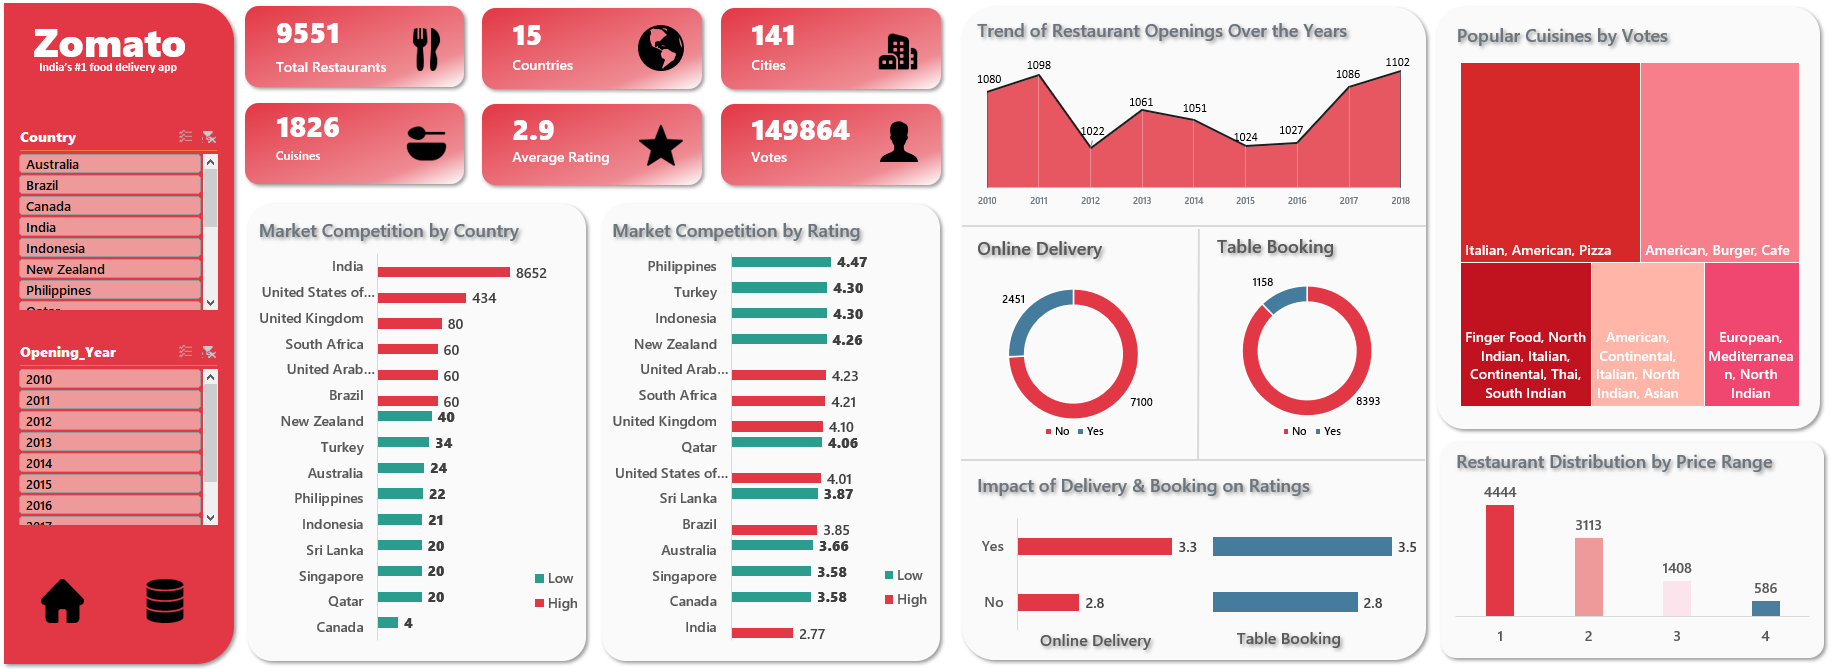 Zomato
India's #1 food delivery app
Country
Australia
Brazil
Canada
India
Indonesia
New Zealand
Philippines
Qatar
Opening_Year
2010
2011
2012
2013
2014
2015
2016
2017
9551
Total Restaurants
15
Countries
141
Cities
1826
Cuisines
2.9
Average Rating
149864
Votes
Market Competition by Country
India 8652
United States of... 434
United Kingdom 80
South Africa 60
United Arab... 60
Brazil 60
New Zealand 40
Turkey 34
Australia 24
Philippines 22
Indonesia 21
Sri Lanka 20
Singapore 20
Qatar 20
Canada 4
Low
High
Market Competition by Rating
Philippines 4.47
Turkey 4.30
Indonesia 4.30
New Zealand 4.26
United Arab... 4.23
South Africa 4.21
United Kingdom 4.10
Qatar 4.06
United States of... 4.01
Sri Lanka 3.87
Brazil 3.85
Australia 3.66
Singapore 3.58
Canada 3.58
India 2.77
Low
High
Trend of Restaurant Openings Over the Years
1080 1098 1022 1061 1051 1024 1027 1086 1102
2010 2011 2012 2013 2014 2015 2016 2017 2018
Online Delivery
2451
7100
No Yes
Table Booking
1158
8393
No Yes
Impact of Delivery & Booking on Ratings
Yes 3.3 3.5
No 2.8 2.8
Online Delivery Table Booking
Popular Cuisines by Votes
Italian, American, Pizza
American, Burger, Cafe
Finger Food, North
Indian, Italian,
Continental, Thai,
South Indian
American,
Continental,
Italian, North
Indian, Asian
European,
Mediterranea
n, North
Indian
Restaurant Distribution by Price Range
4444 3113 1408 586
1 2 3 4